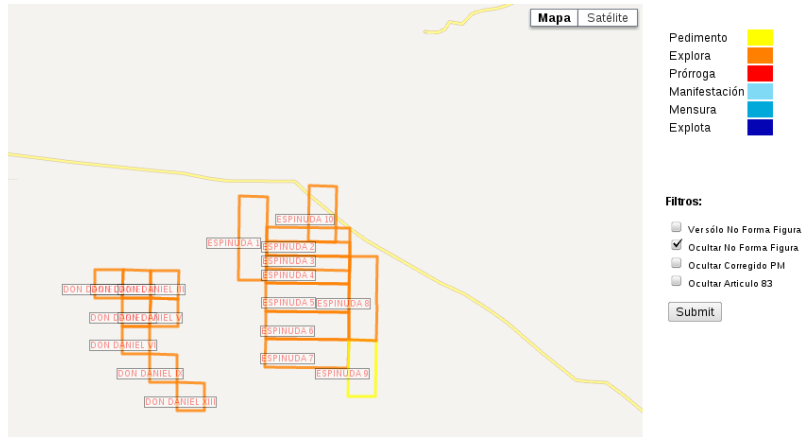 Mapa Satélite
Pedimento
Explora
Prórroga
Manifestación
Mensura
Explota
Filtros:
Ver sólo No Forma Figura
Ocultar No Forma Figura
Ocultar Corregido PM
Ocultar Articulo 83
Submit
ESPINUDA 10
ESPINUDA 1
ESPINUDA 2
ESPINUDA 3
ESPINUDA 4
ESPINUDA 5
ESPINUDA 8
ESPINUDA 6
ESPINUDA 7
ESPINUDA 9
DON DANIEL III
DON DANIEL V
DON DANIEL VI
DON DANIEL IX
DON DANIEL XIII